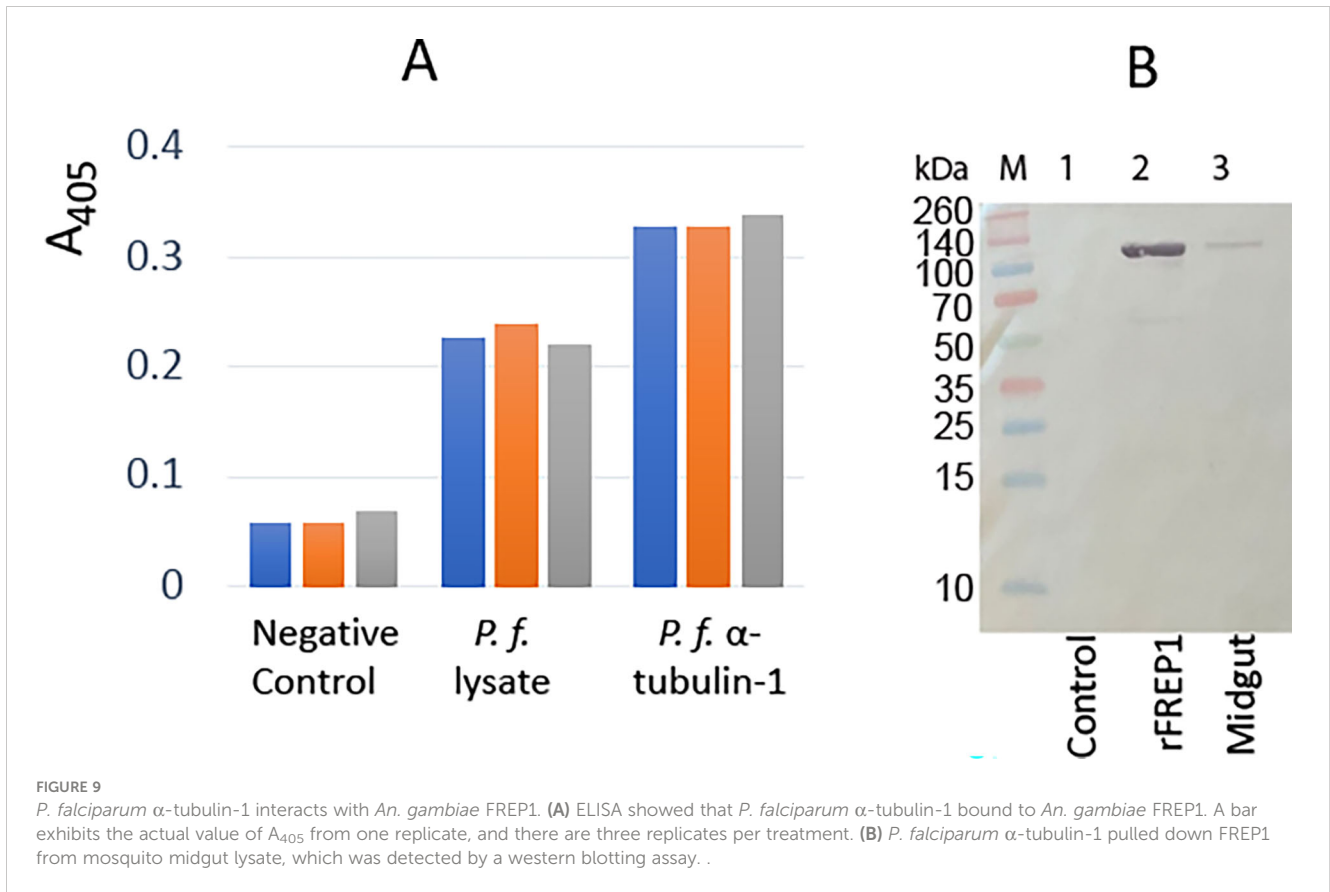 A
A405
0.4
0.3
0.2
0.1
0
Negative Control
P. f. lysate
P. f. α-tubulin-1
B
kDa M 1 2 3
260
140
100
70
50
35
25
15
10
Control
rFREP1
Midgut
FIGURE 9
P. falciparum α-tubulin-1 interacts with An. gambiae FREP1. (A) ELISA showed that P. falciparum α-tubulin-1 bound to An. gambiae FREP1. A bar
exhibits the actual value of A405 from one replicate, and there are three replicates per treatment. (B) P. falciparum α-tubulin-1 pulled down FREP1
from mosquito midgut lysate, which was detected by a western blotting assay. .